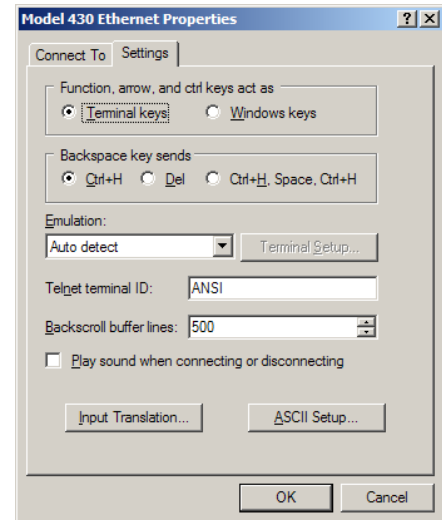 Model 430 Ethernet Properties
Connect To Settings
Function, arrow, and ctrl keys act as
Terminal keys Windows keys
Backspace key sends
Ctrl+H Del Ctrl+H, Space, Ctrl+H
Emulation:
Auto detect Terminal Setup...
Telnet terminal ID: ANSI
Backscroll buffer lines: 500
Play sound when connecting or disconnecting
Input Translation... ASCII Setup...
OK Cancel